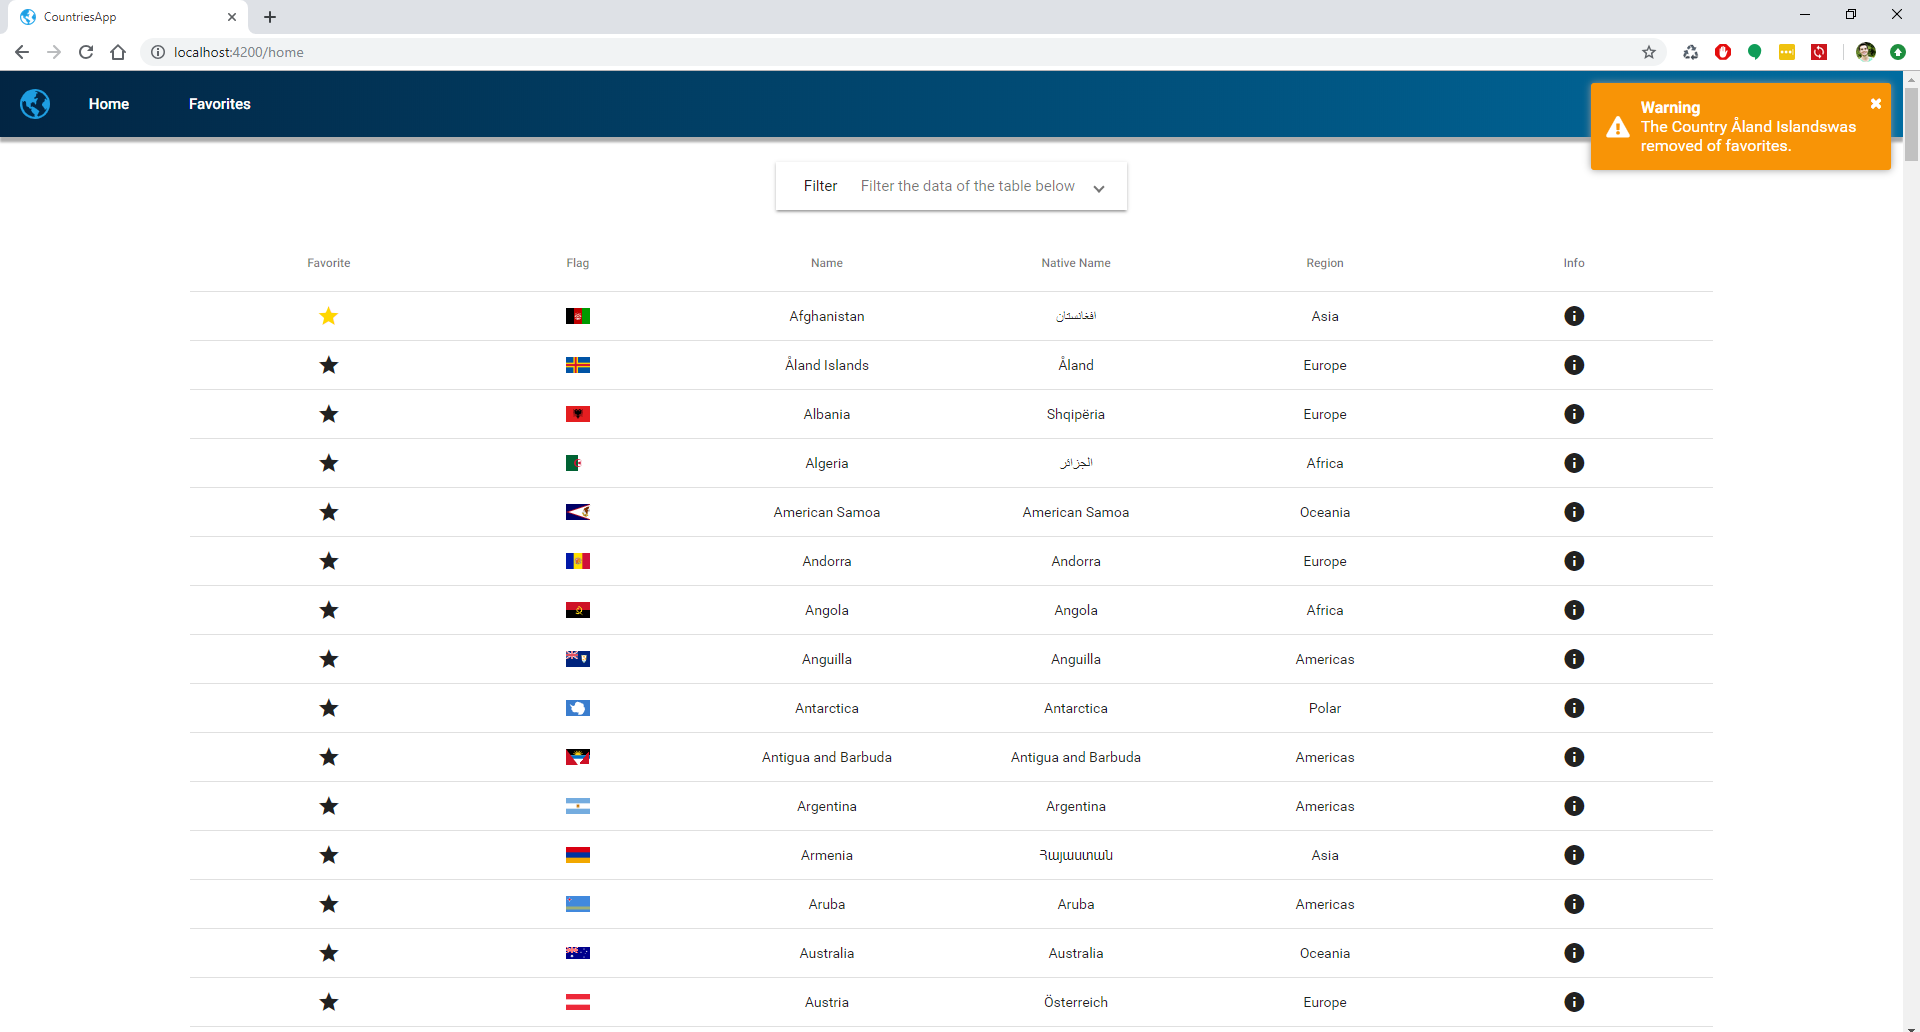 CountriesApp
localhost:4200/home
Home Favorites
Warning
The Country Åland Islandswas
removed of favorites.
Filter Filter the data of the table below
Favorite Flag Name Native Name Region Info
Afghanistan افغانستان Asia
Åland Islands Åland Europe
Albania Shqipëria Europe
Algeria الجزائر Africa
American Samoa American Samoa Oceania
Andorra Andorra Europe
Angola Angola Africa
Anguilla Anguilla Americas
Antarctica Antarctica Polar
Antigua and Barbuda Antigua and Barbuda Americas
Argentina Argentina Americas
Armenia Հայաստան Asia
Aruba Aruba Americas
Australia Australia Oceania
Austria Österreich Europe